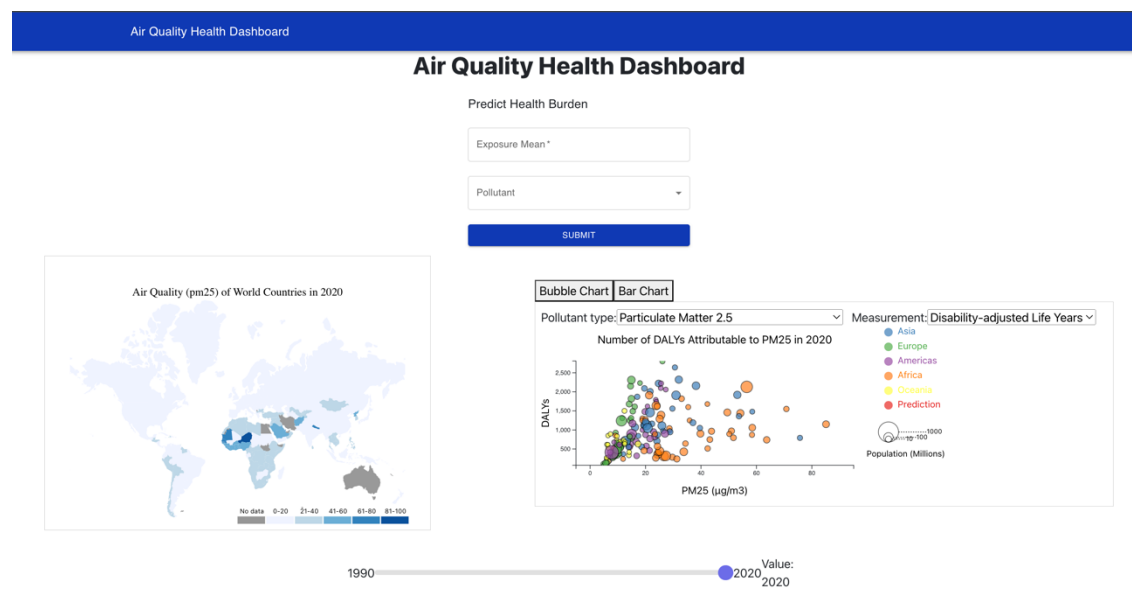 Air Quality Health Dashboard
Air Quality Health Dashboard
Predict Health Burden
Exposure Mean *
Pollutant
SUBMIT
Air Quality (pm25) of World Countries in 2020
No data 0-20 21-40 41-60 61-80 81-100
Bubble Chart Bar Chart
Pollutant type: Particulate Matter 2.5 Measurement: Disability-adjusted Life Years
Number of DALYs Attributable to PM25 in 2020
DALYs
2,500
2,000
1,500
1,000
500
0 20 40 60 80
PM25 (µg/m3)
Asia
Europe
Americas
Africa
Oceania
Prediction
1000
100
10
Population (Millions)
1990 2020 Value:
2020